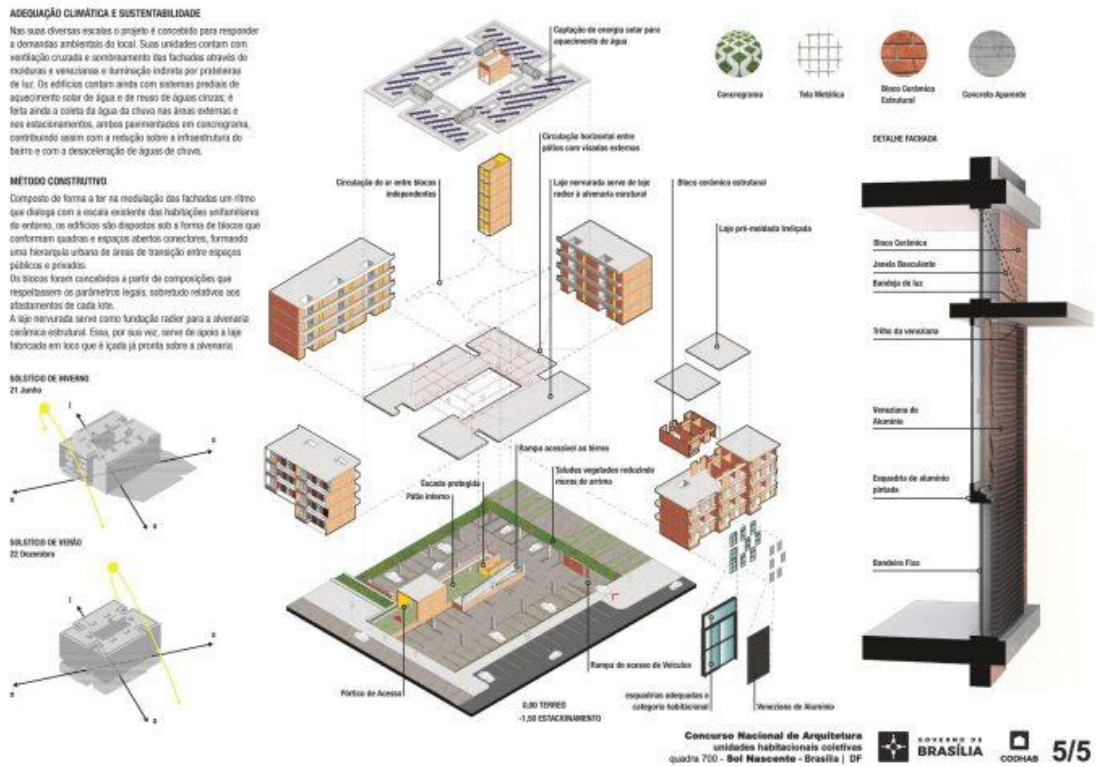 ADEQUAÇÃO CLIMÁTICA E SUSTENTABILIDADE
Nas suas diversas escalas o projeto é concebido para responder
a demandas ambientais do local. Suas unidades contam com
ventilação cruzada e sombreamento das fachadas através de
molduras e venezianas e iluminação indireta por prateleiras
de luz. Os edifícios contam ainda com sistemas prediais de
aquecimento solar de água e de reuso de águas cinzas; é
feita ainda a coleta da água da chuva nas áreas externas e
nos estacionamentos, ambos pavimentados em concregrama,
contribuindo assim com a redução sobre a infraestrutura do
bairro e com a desaceleração de águas de chuva.
MÉTODO CONSTRUTIVO
Composto de forma a ter na modulação das fachadas um ritmo
que dialoga com a escala existente das habitações unifamiliares
do entorno, os edifícios são dispostos sob a forma de blocos que
conformam quadras e espaços abertos conectores, formando
uma hierarquia urbana de áreas de transição entre espaços
públicos e privados.
Os blocos foram concebidos a partir de composições que
respeitassem os parâmetros legais, sobretudo relativos aos
afastamentos de cada lote.
A laje nervurada serve como fundação radier para a alvenaria
cerâmica estrutural. Essa, por sua vez, serve de apoio a laje
fabricada em loco que é içada já pronta sobre a alvenaria
SOLSTÍCIO DE INVERNO
21 Junho
SOLSTÍCIO DE VERÃO
22 Dezembro
Captação de energia solar para
aquecimento de água
Circulação horizontal entre
pátios com visadas externas
Circulação de ar entre blocos
independentes
Laje nervurada serve de laje
radier à alvenaria
Bloco cerâmico estrutural
Laje pré-moldada treliçada
Rampa acessível ao térreo
Escada protegida
Taludes vegetados reduzindo
muros de arrimo
Pátio interno
Pórtico de Acesso
Rampa de acesso de Veículos
0,80 TERREO
-1,50 ESTACIONAMENTO
esquadrias adequadas a
categoria habitacional
Veneziana de Alumínio
Concregrama
Tela Metálica
Bloco Cerâmico
Estrutural
Concreto Aparente
DETALHE FACHADA
Bloco Cerâmico
Janela Basculante
Bandeja de luz
Trilho da veneziana
Veneziana de
Alumínio
Esquadria de alumínio
pintada
Bandeira Fixa
Concurso Nacional de Arquitetura
unidades habitacionais coletivas
quadra 700 - Sol Nascente - Brasília | DF
GOVERNO DE
BRASÍLIA
CODHAB
5/5